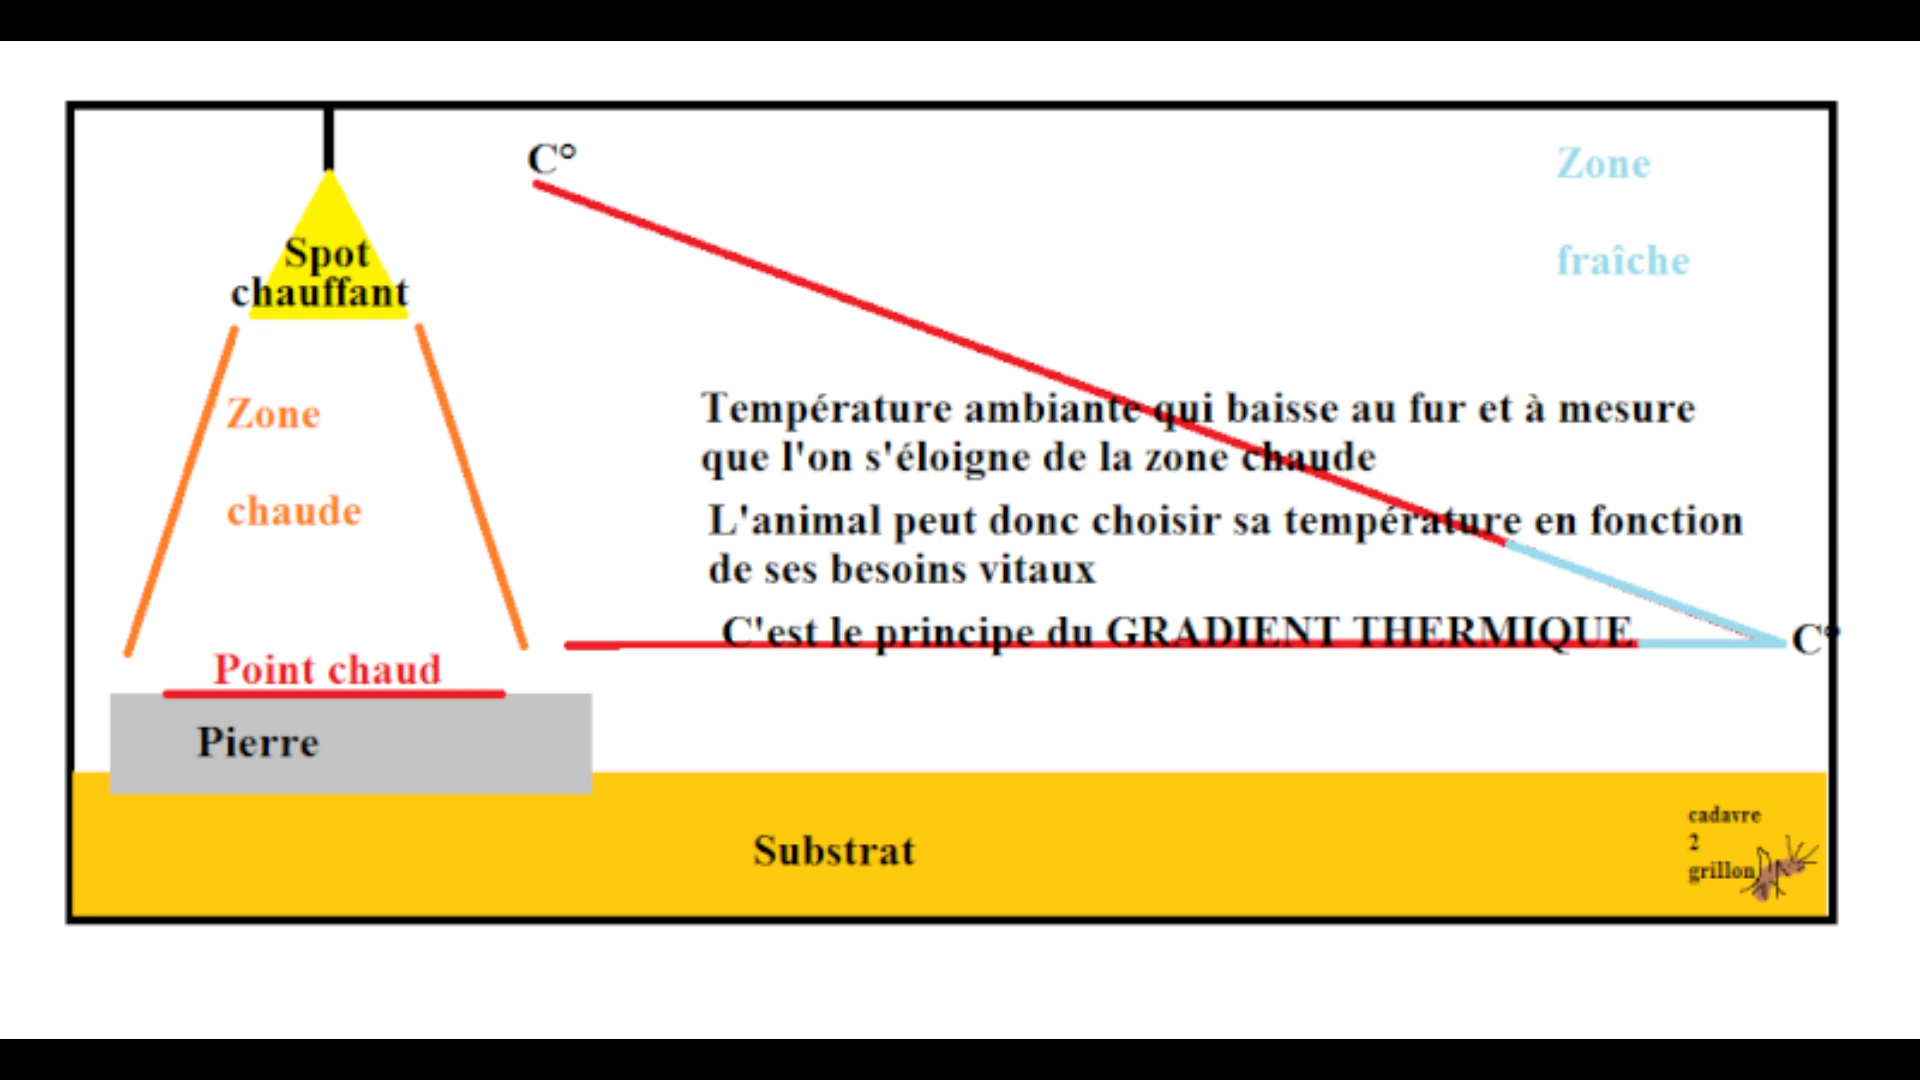 C°
Zone
fraîche
Spot
chauffant
Zone
chaude
Température ambiante qui baisse au fur et à mesure
que l'on s'éloigne de la zone chaude
L'animal peut donc choisir sa température en fonction
de ses besoins vitaux
C'est le principe du GRADIENT THERMIQUE
C°
Point chaud
Pierre
Substrat
cadavre
2
grillon